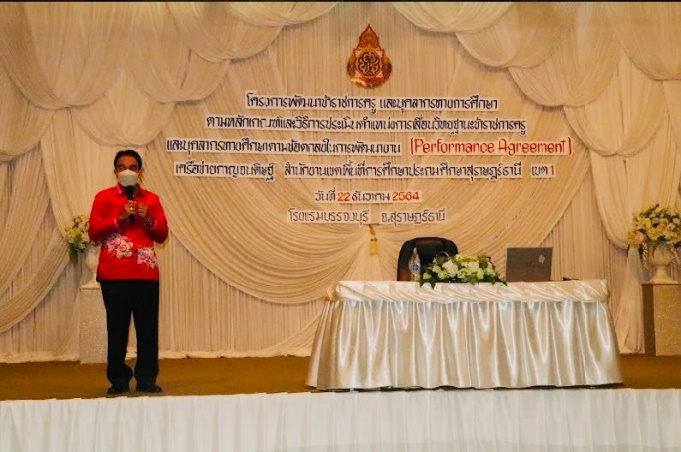 โครงการพัฒนาข้าราชการครู และบุคลากรทางการศึกษา
ตามหลักเกณฑ์และวิธีการประเมินตำแหน่งการเลื่อนวิทยฐานะข้าราชการครู
และบุคลากรทางศึกษาตามข้อตกลงในการพัฒนางาน (Performance Agreement)
เครือข่ายกาญจนดิษฐ์ สำนักงานเขตพื้นที่การศึกษาประถมศึกษาสุราษฎร์ธานี เขต 1
วันที่ 22 ธันวาคม 2564
โรงแรมบรรจงบุรี จ.สุราษฎร์ธานี